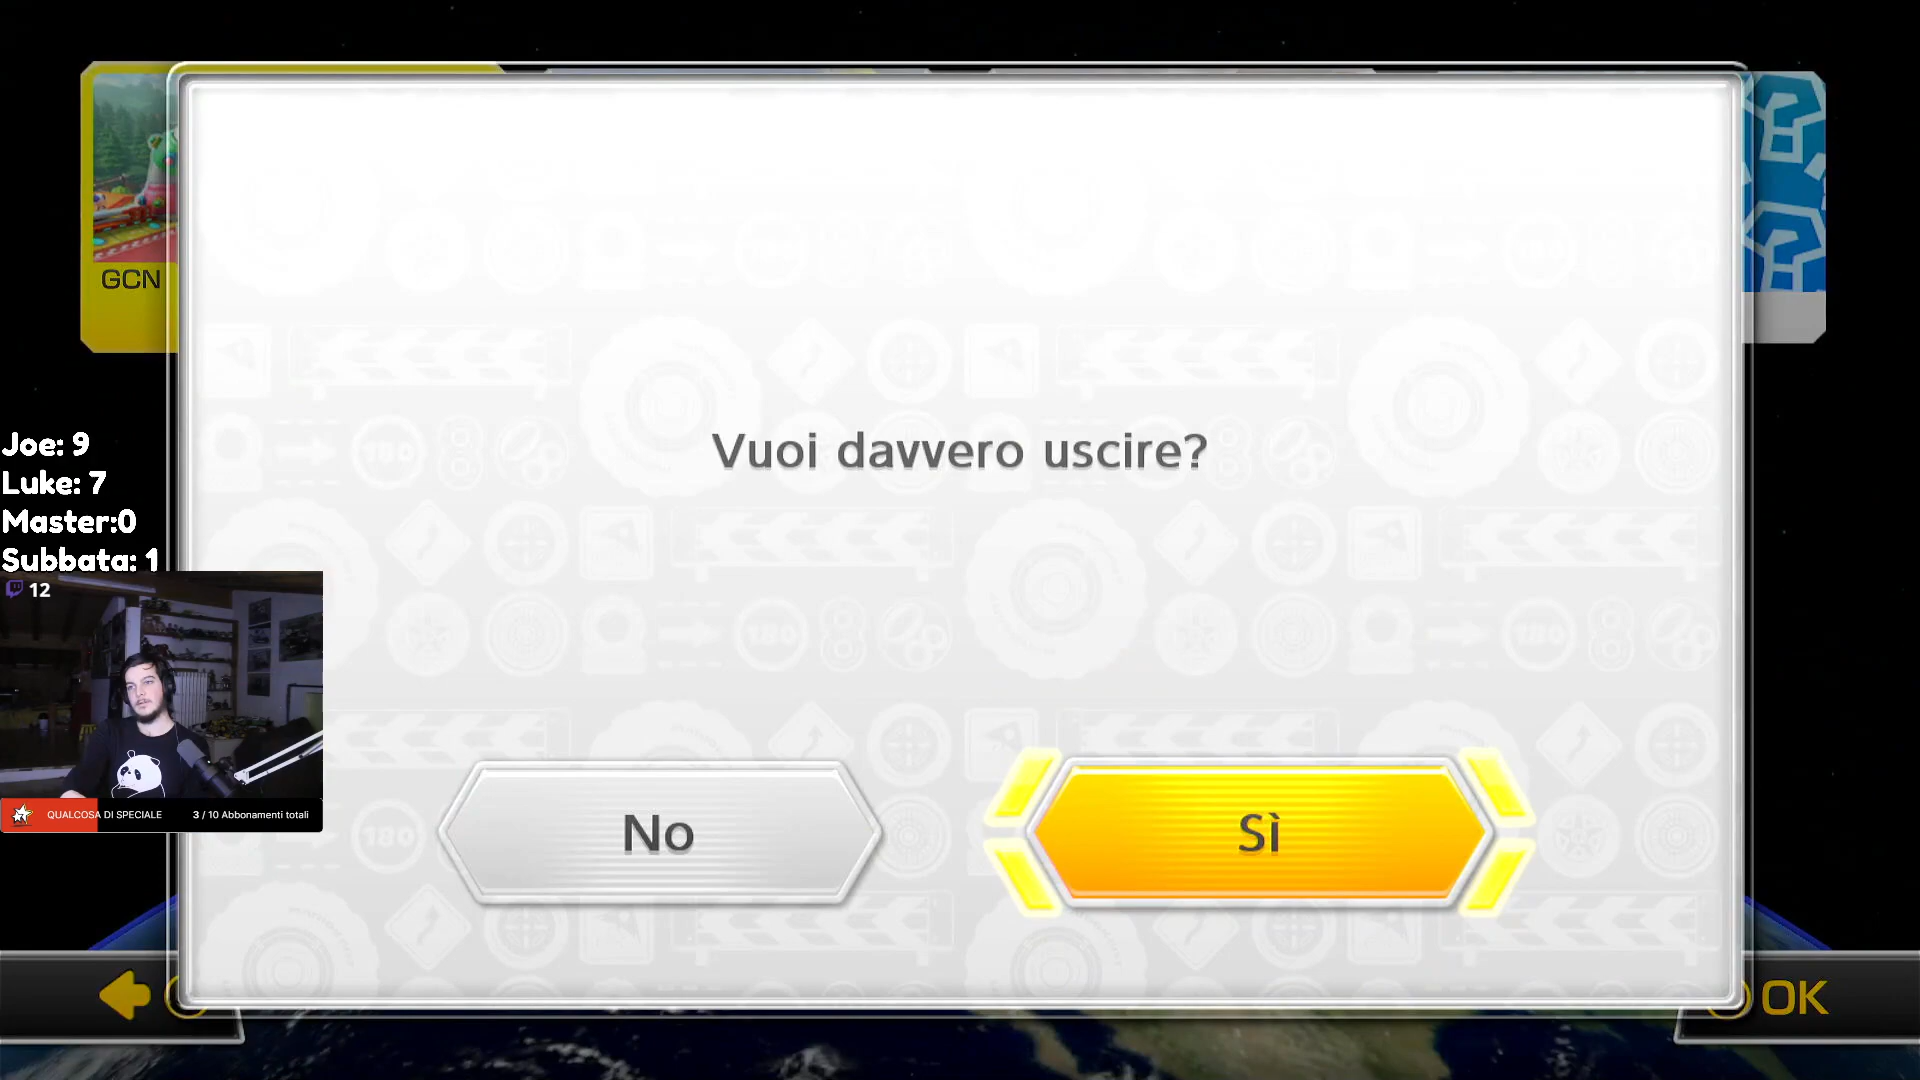 GCN
Vuoi davvero uscire?
Joe: 9
Luke: 7
Master:0
Subbata: 1
12
QUALCOSA DI SPECIALE
3 / 10 Abbonamenti totali
No
Sì
OK